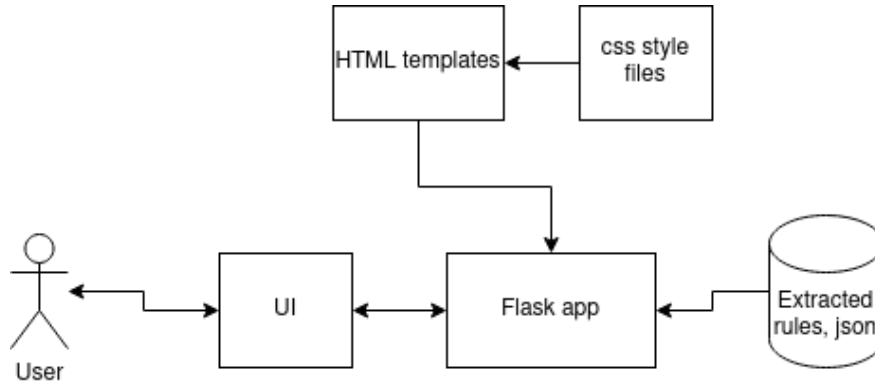 HTML templates
css style
files
UI
Flask app
Extracted
rules, json
User